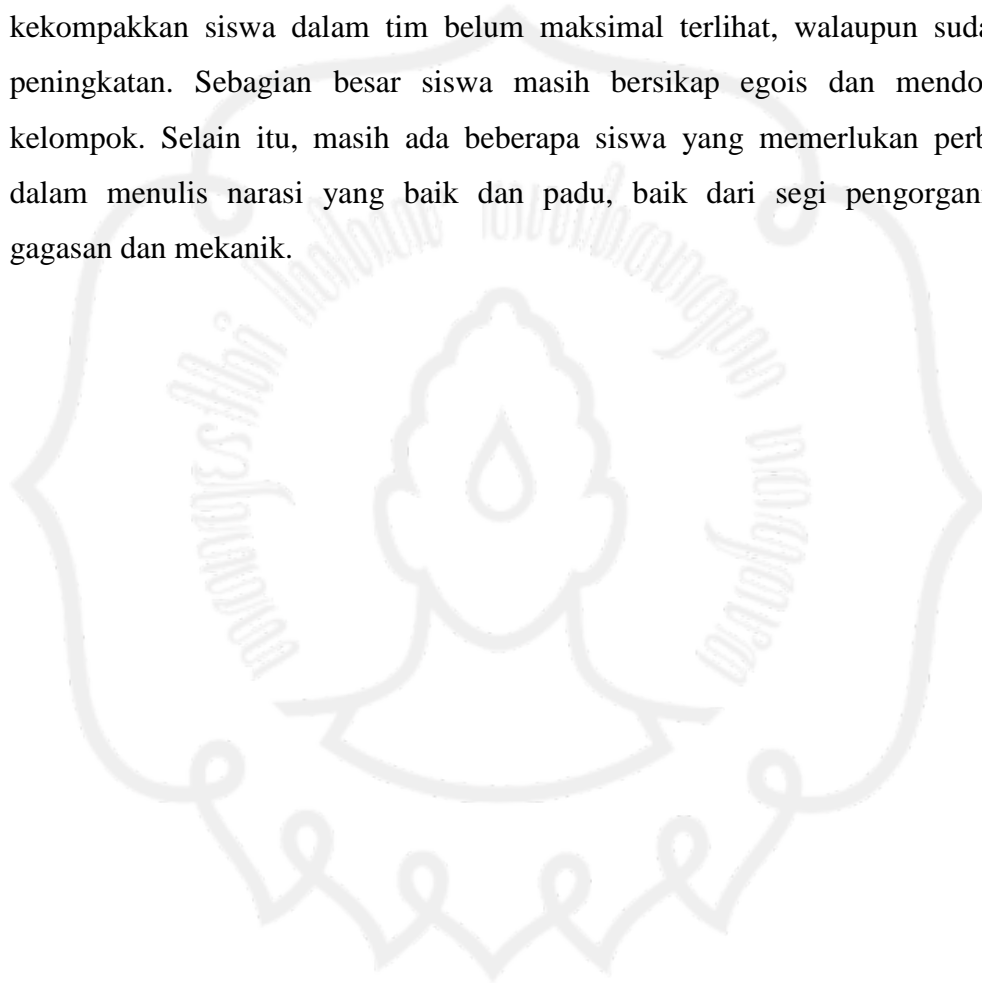 kekompakkan siswa dalam tim belum maksimal terlihat, walaupun suda
peningkatan. Sebagian besar siswa masih bersikap egois dan mendo
kelompok. Selain itu, masih ada beberapa siswa yang memerlukan perb
dalam menulis narasi yang baik dan padu, baik dari segi pengorgani
gagasan dan mekanik.